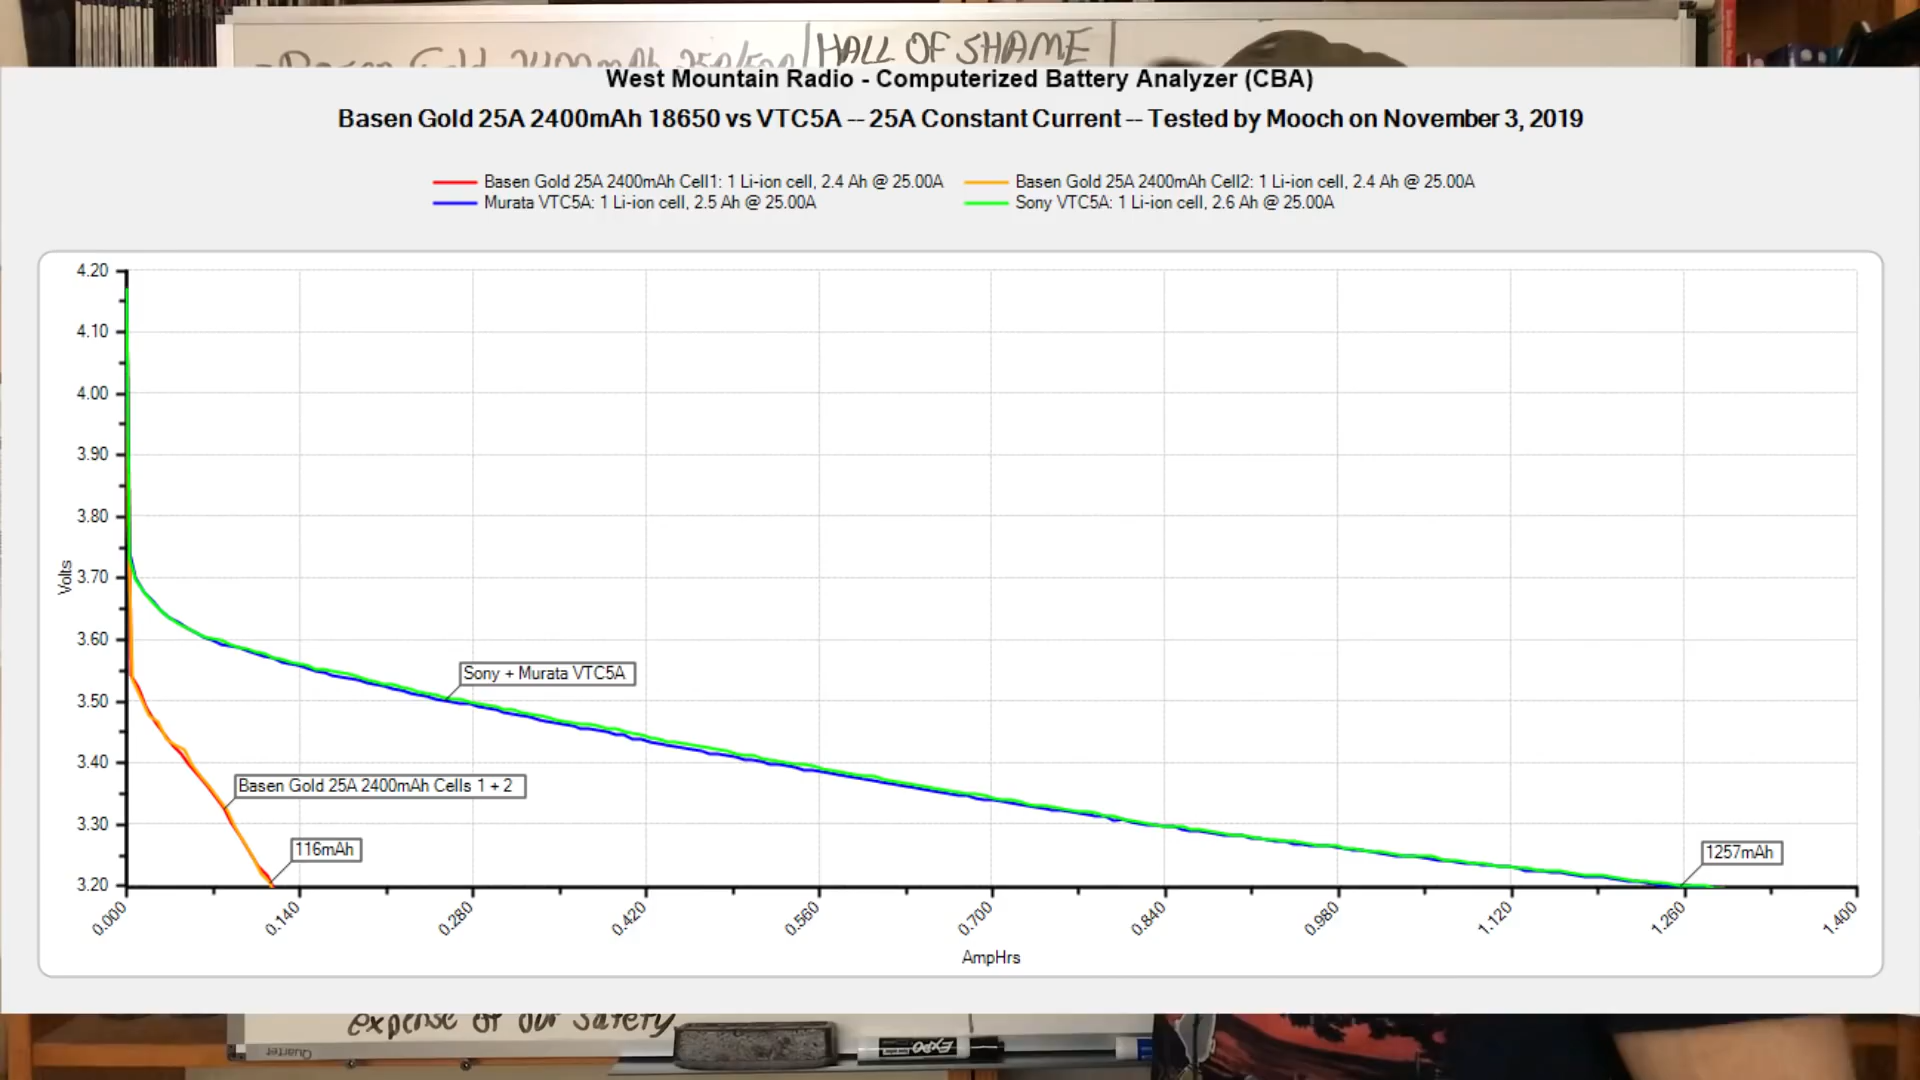 - Basen Gold 2400mAh 25A/
HALL OF SHAME
West Mountain Radio - Computerized Battery Analyzer (CBA)
Basen Gold 25A 2400mAh 18650 vs VTC5A -- 25A Constant Current -- Tested by Mooch on November 3, 2019
Basen Gold 25A 2400mAh Cell1: 1 Li-ion cell, 2.4 Ah @ 25.00A
Basen Gold 25A 2400mAh Cell2: 1 Li-ion cell, 2.4 Ah @ 25.00A
Murata VTC5A: 1 Li-ion cell, 2.5 Ah @ 25.00A
Sony VTC5A: 1 Li-ion cell, 2.6 Ah @ 25.00A
4.20
4.10
4.00
3.90
3.80
3.70
3.60
3.50
3.40
3.30
3.20
Volts
Sony + Murata VTC5A
Basen Gold 25A 2400mAh Cells 1 + 2
116mAh
1257mAh
0.000
0.140
0.280
0.420
0.560
0.700
0.840
0.980
1.120
1.260
1.400
AmpHrs
expense of our safety
Quartet
EXPO